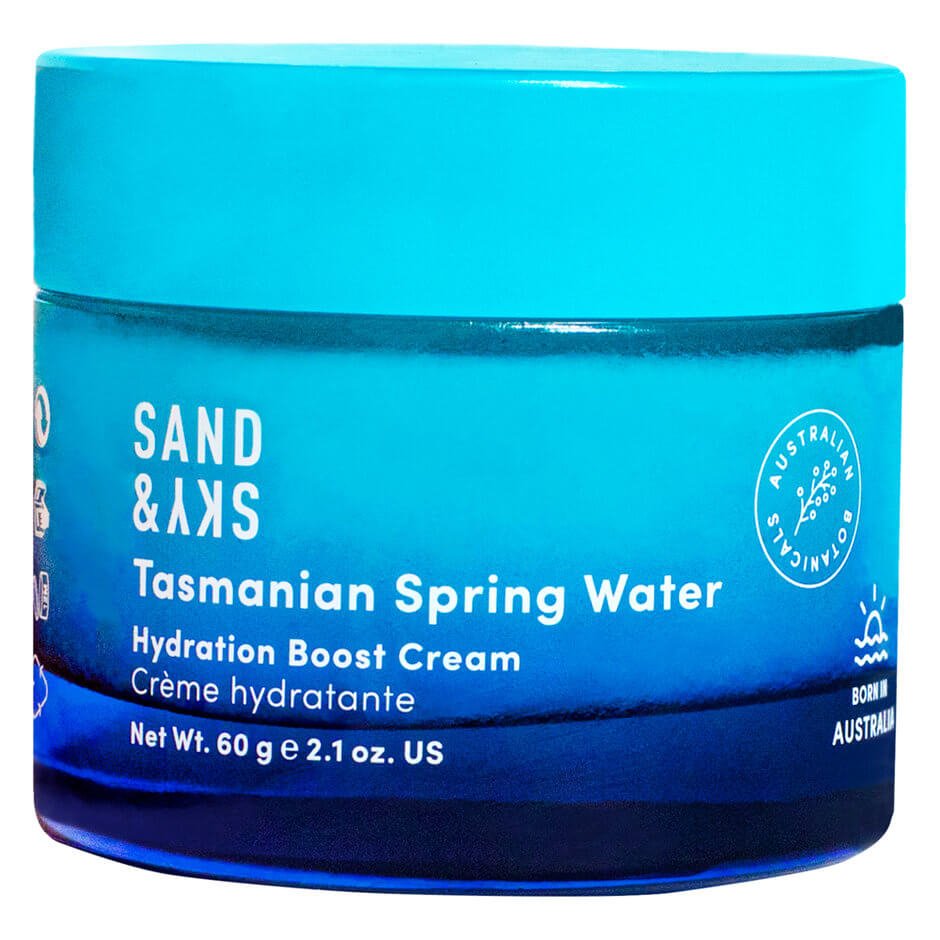 SAND
&SKY
Tasmanian Spring Water
Hydration Boost Cream
Crème hydratante
Net Wt. 60 g e 2.1 oz. US
AUSTRALIAN BOTANICALS
BORN IN
AUSTRALIA